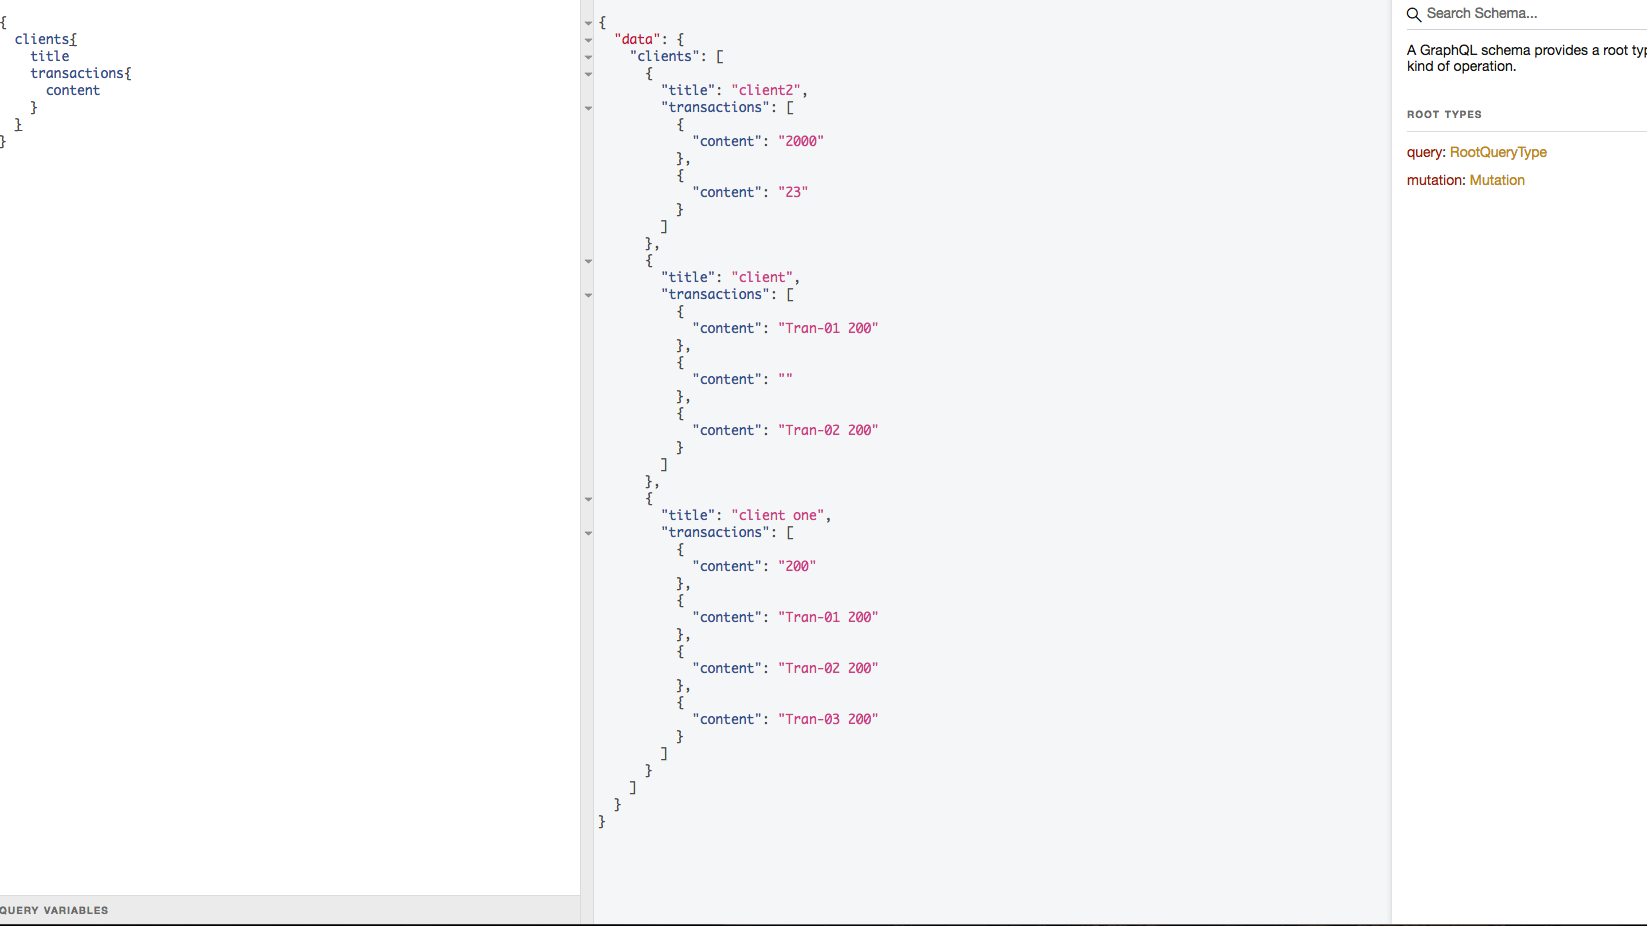 {
  clients{
    title
    transactions{
      content
    }
  }
}
QUERY VARIABLES
{
  "data": {
    "clients": [
      {
        "title": "client2",
        "transactions": [
          {
            "content": "2000"
          },
          {
            "content": "23"
          }
        ]
      },
      {
        "title": "client",
        "transactions": [
          {
            "content": "Tran-01 200"
          },
          {
            "content": ""
          },
          {
            "content": "Tran-02 200"
          }
        ]
      },
      {
        "title": "client one",
        "transactions": [
          {
            "content": "200"
          },
          {
            "content": "Tran-01 200"
          },
          {
            "content": "Tran-02 200"
          },
          {
            "content": "Tran-03 200"
          }
        ]
      }
    ]
  }
}
Search Schema...
A GraphQL schema provides a root typ
kind of operation.
ROOT TYPES
query: RootQueryType
mutation: Mutation